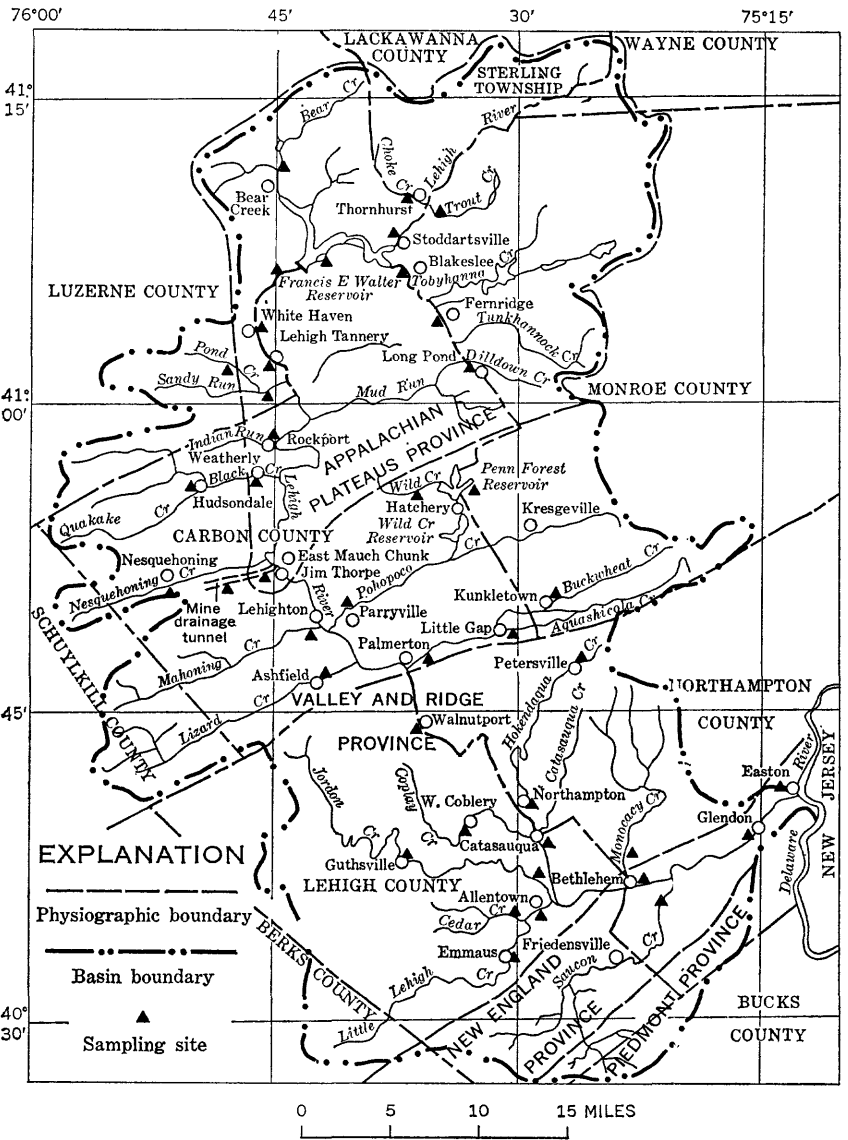 76°00′ 45′ 30′ 75°15′
LACKAWANNA
COUNTY
WAYNE COUNTY
STERLING
TOWNSHIP
41°
15′
Bear Cr
River
Choke Cr
Lehigh
Trout Cr
Bear
Creek
Thornhurst
Stoddartsville
Blakeslee
Tobyhanna Cr
Francis E Walter
Reservoir
LUZERNE COUNTY
Fernridge
White Haven
Tunkhannock Cr
Lehigh Tannery
Pond Cr
Long Pond
Dilldown Cr
Sandy Run
Mud Run
MONROE COUNTY
41°
00′
APPALACHIAN
PLATEAUS PROVINCE
Indian Run
Rockport
Weatherly
Black Cr
Hudsondale
Lehigh
Penn Forest
Reservoir
Wild Cr
Hatchery
Wild Cr
Reservoir
Kresgeville
Quakake Cr
CARBON COUNTY
Nesquehoning
East Mauch Chunk
Jim Thorpe
Nesquehoning Cr
Mine
drainage
tunnel
River
Pohopoco Cr
Buckwheat Cr
Kunkletown
Lehighton
Parryville
Aquashicola Cr
Little Gap
SCHUYLKILL COUNTY
Mahoning Cr
Palmerton
Petersville
Ashfield
VALLEY AND RIDGE
PROVINCE
Lizard Cr
Hokendaqua Cr
Catasauqua Cr
NORTHAMPTON
COUNTY
45′
Walnutport
Jordon Cr
Coplay Cr
Northampton
W. Coblery
Monocacy Cr
Easton
River
Glendon
NEW JERSEY
Delaware
Catasauqua
Guthsville
LEHIGH COUNTY
Bethlehem
Allentown
Cedar Cr
Emmaus
Friedensville
Saucon Cr
BERKS COUNTY
Little Lehigh Cr
NEW ENGLAND
PROVINCE
PIEDMONT PROVINCE
BUCKS
COUNTY
40°
30′
EXPLANATION
Physiographic boundary
Basin boundary
Sampling site
0 5 10 15 MILES